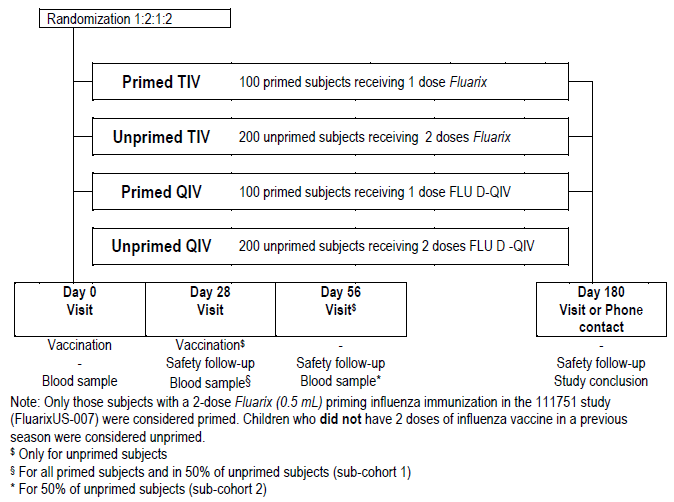 Randomization 1:2:1:2
Primed TIV 100 primed subjects receiving 1 dose Fluarix
Unprimed TIV 200 unprimed subjects receiving 2 doses Fluarix
Primed QIV 100 primed subjects receiving 1 dose FLU D-QIV
Unprimed QIV 200 unprimed subjects receiving 2 doses FLU D -QIV
Day 0
Visit
Day 28
Visit
Day 56
Visit$
Day 180
Visit or Phone
contact
Vaccination Vaccination$ - -
- Safety follow-up Safety follow-up Safety follow-up
Blood sample Blood sample§ Blood sample* Study conclusion
Note: Only those subjects with a 2-dose Fluarix (0.5 mL) priming influenza immunization in the 111751 study
(FluarixUS-007) were considered primed. Children who did not have 2 doses of influenza vaccine in a previous
season were considered unprimed.
$ Only for unprimed subjects
§ For all primed subjects and in 50% of unprimed subjects (sub-cohort 1)
* For 50% of unprimed subjects (sub-cohort 2)